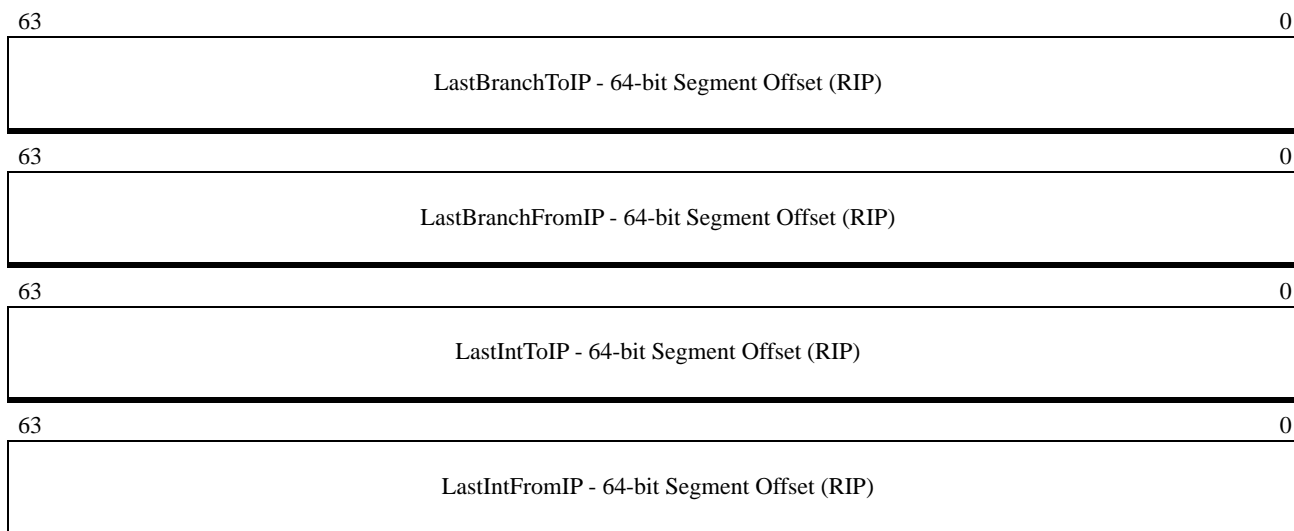 63 0
LastBranchToIP - 64-bit Segment Offset (RIP)
63 0
LastBranchFromIP - 64-bit Segment Offset (RIP)
63 0
LastIntToIP - 64-bit Segment Offset (RIP)
63 0
LastIntFromIP - 64-bit Segment Offset (RIP)